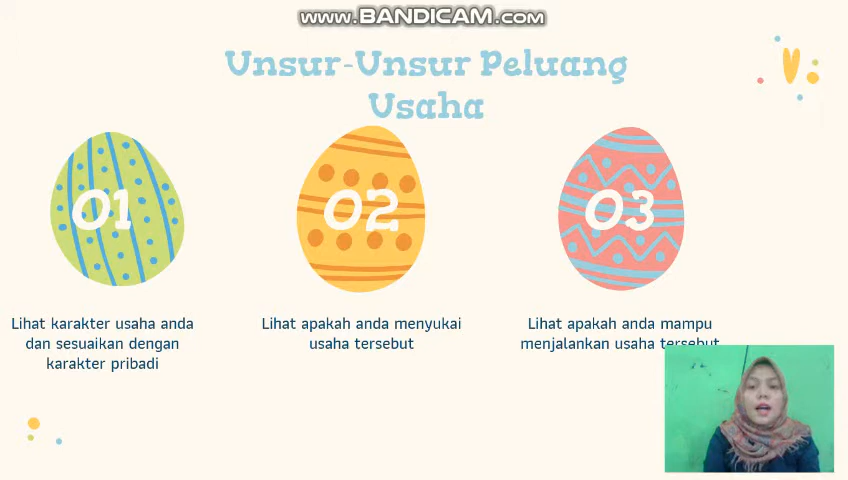 www.BANDICAM.com
Unsur-Unsur Peluang
Usaha
01
02
03
Lihat karakter usaha anda
dan sesuaikan dengan
karakter pribadi
Lihat apakah anda menyukai
usaha tersebut
Lihat apakah anda mampu
menjalankan usaha tersebut